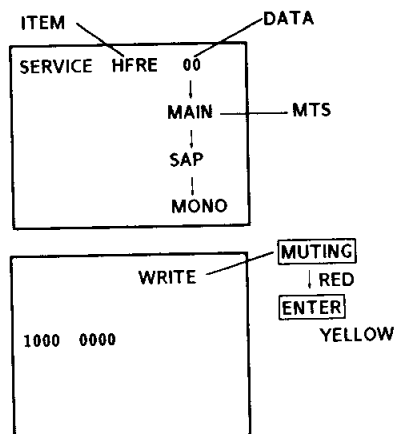 ITEM
DATA
SERVICE HFRE 00
MAIN
MTS
SAP
MONO
MUTING
WRITE
RED
ENTER
YELLOW
1000 0000